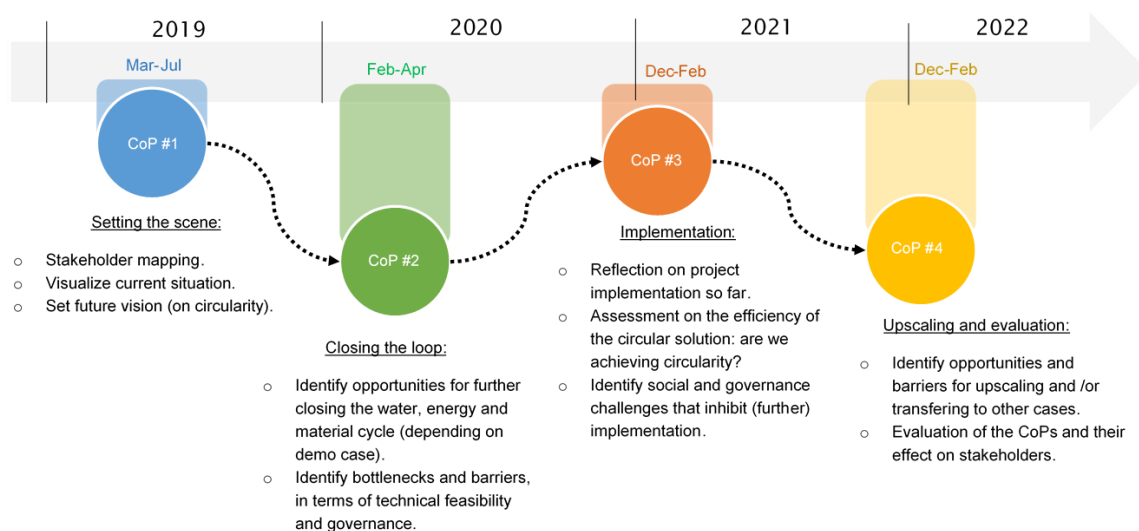 2019
2020
2021
2022
Mar-Jul
Feb-Apr
Dec-Feb
Dec-Feb
CoP #1
Setting the scene:
o Stakeholder mapping.
o Visualize current situation.
o Set future vision (on circularity).
CoP #2
Closing the loop:
o Identify opportunities for further
closing the water, energy and
material cycle (depending on
demo case).
o Identify bottlenecks and barriers,
in terms of technical feasibility
and governance.
CoP #3
Implementation:
o Reflection on project
implementation so far.
o Assessment on the efficiency of
the circular solution: are we
achieving circularity?
o Identify social and governance
challenges that inhibit (further)
implementation.
CoP #4
Upscaling and evaluation:
o Identify opportunities and
barriers for upscaling and /or
transfering to other cases.
o Evaluation of the CoPs and their
effect on stakeholders.